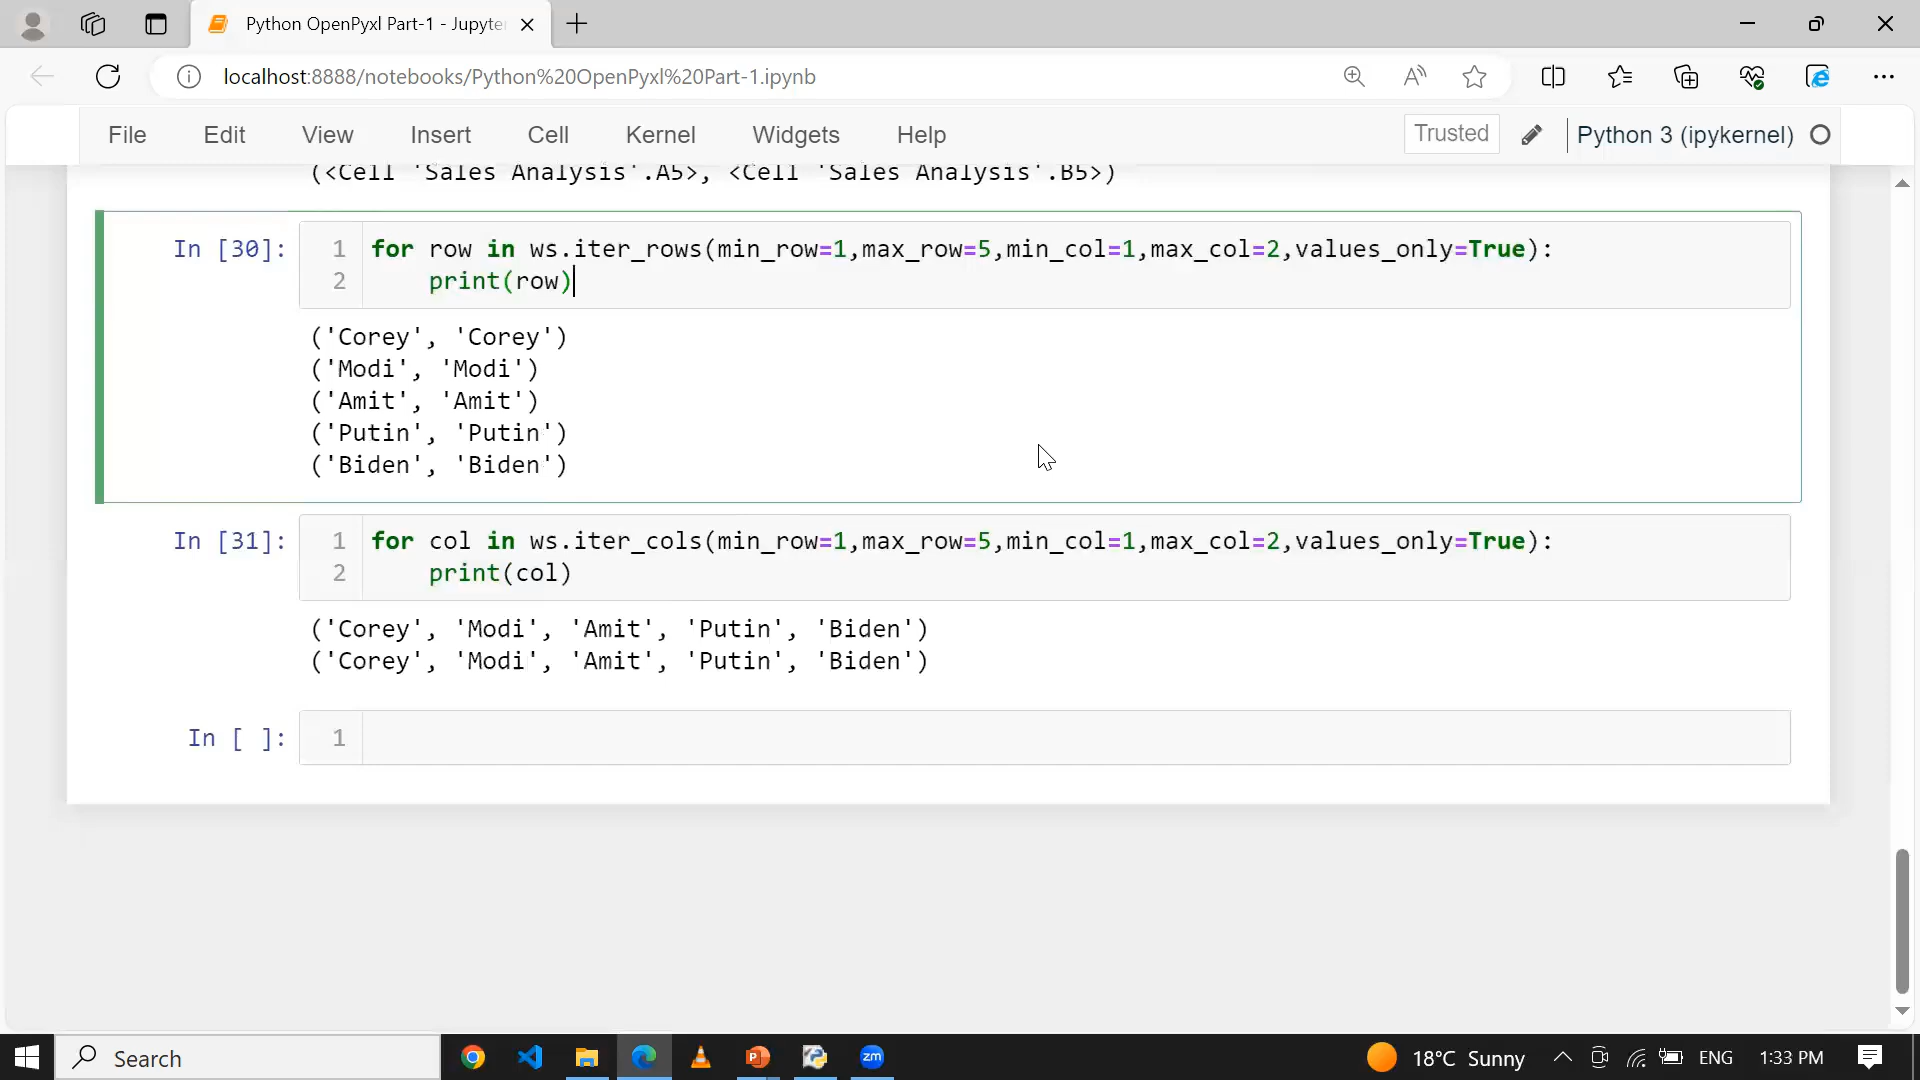 Python OpenPyxl Part-1 - Jupyte
localhost:8888/notebooks/Python%20OpenPyxl%20Part-1.ipynb
File Edit View Insert Cell Kernel Widgets Help Trusted Python 3 (ipykernel)
(<Cell 'Sales Analysis'.A5>, <Cell 'Sales Analysis'.B5>)
In [30]: 1 for row in ws.iter_rows(min_row=1,max_row=5,min_col=1,max_col=2,values_only=True):
2 print(row)
('Corey', 'Corey')
('Modi', 'Modi')
('Amit', 'Amit')
('Putin', 'Putin')
('Biden', 'Biden')
In [31]: 1 for col in ws.iter_cols(min_row=1,max_row=5,min_col=1,max_col=2,values_only=True):
2 print(col)
('Corey', 'Modi', 'Amit', 'Putin', 'Biden')
('Corey', 'Modi', 'Amit', 'Putin', 'Biden')
In [ ]: 1
Search zm 18°C Sunny ENG 1:33 PM